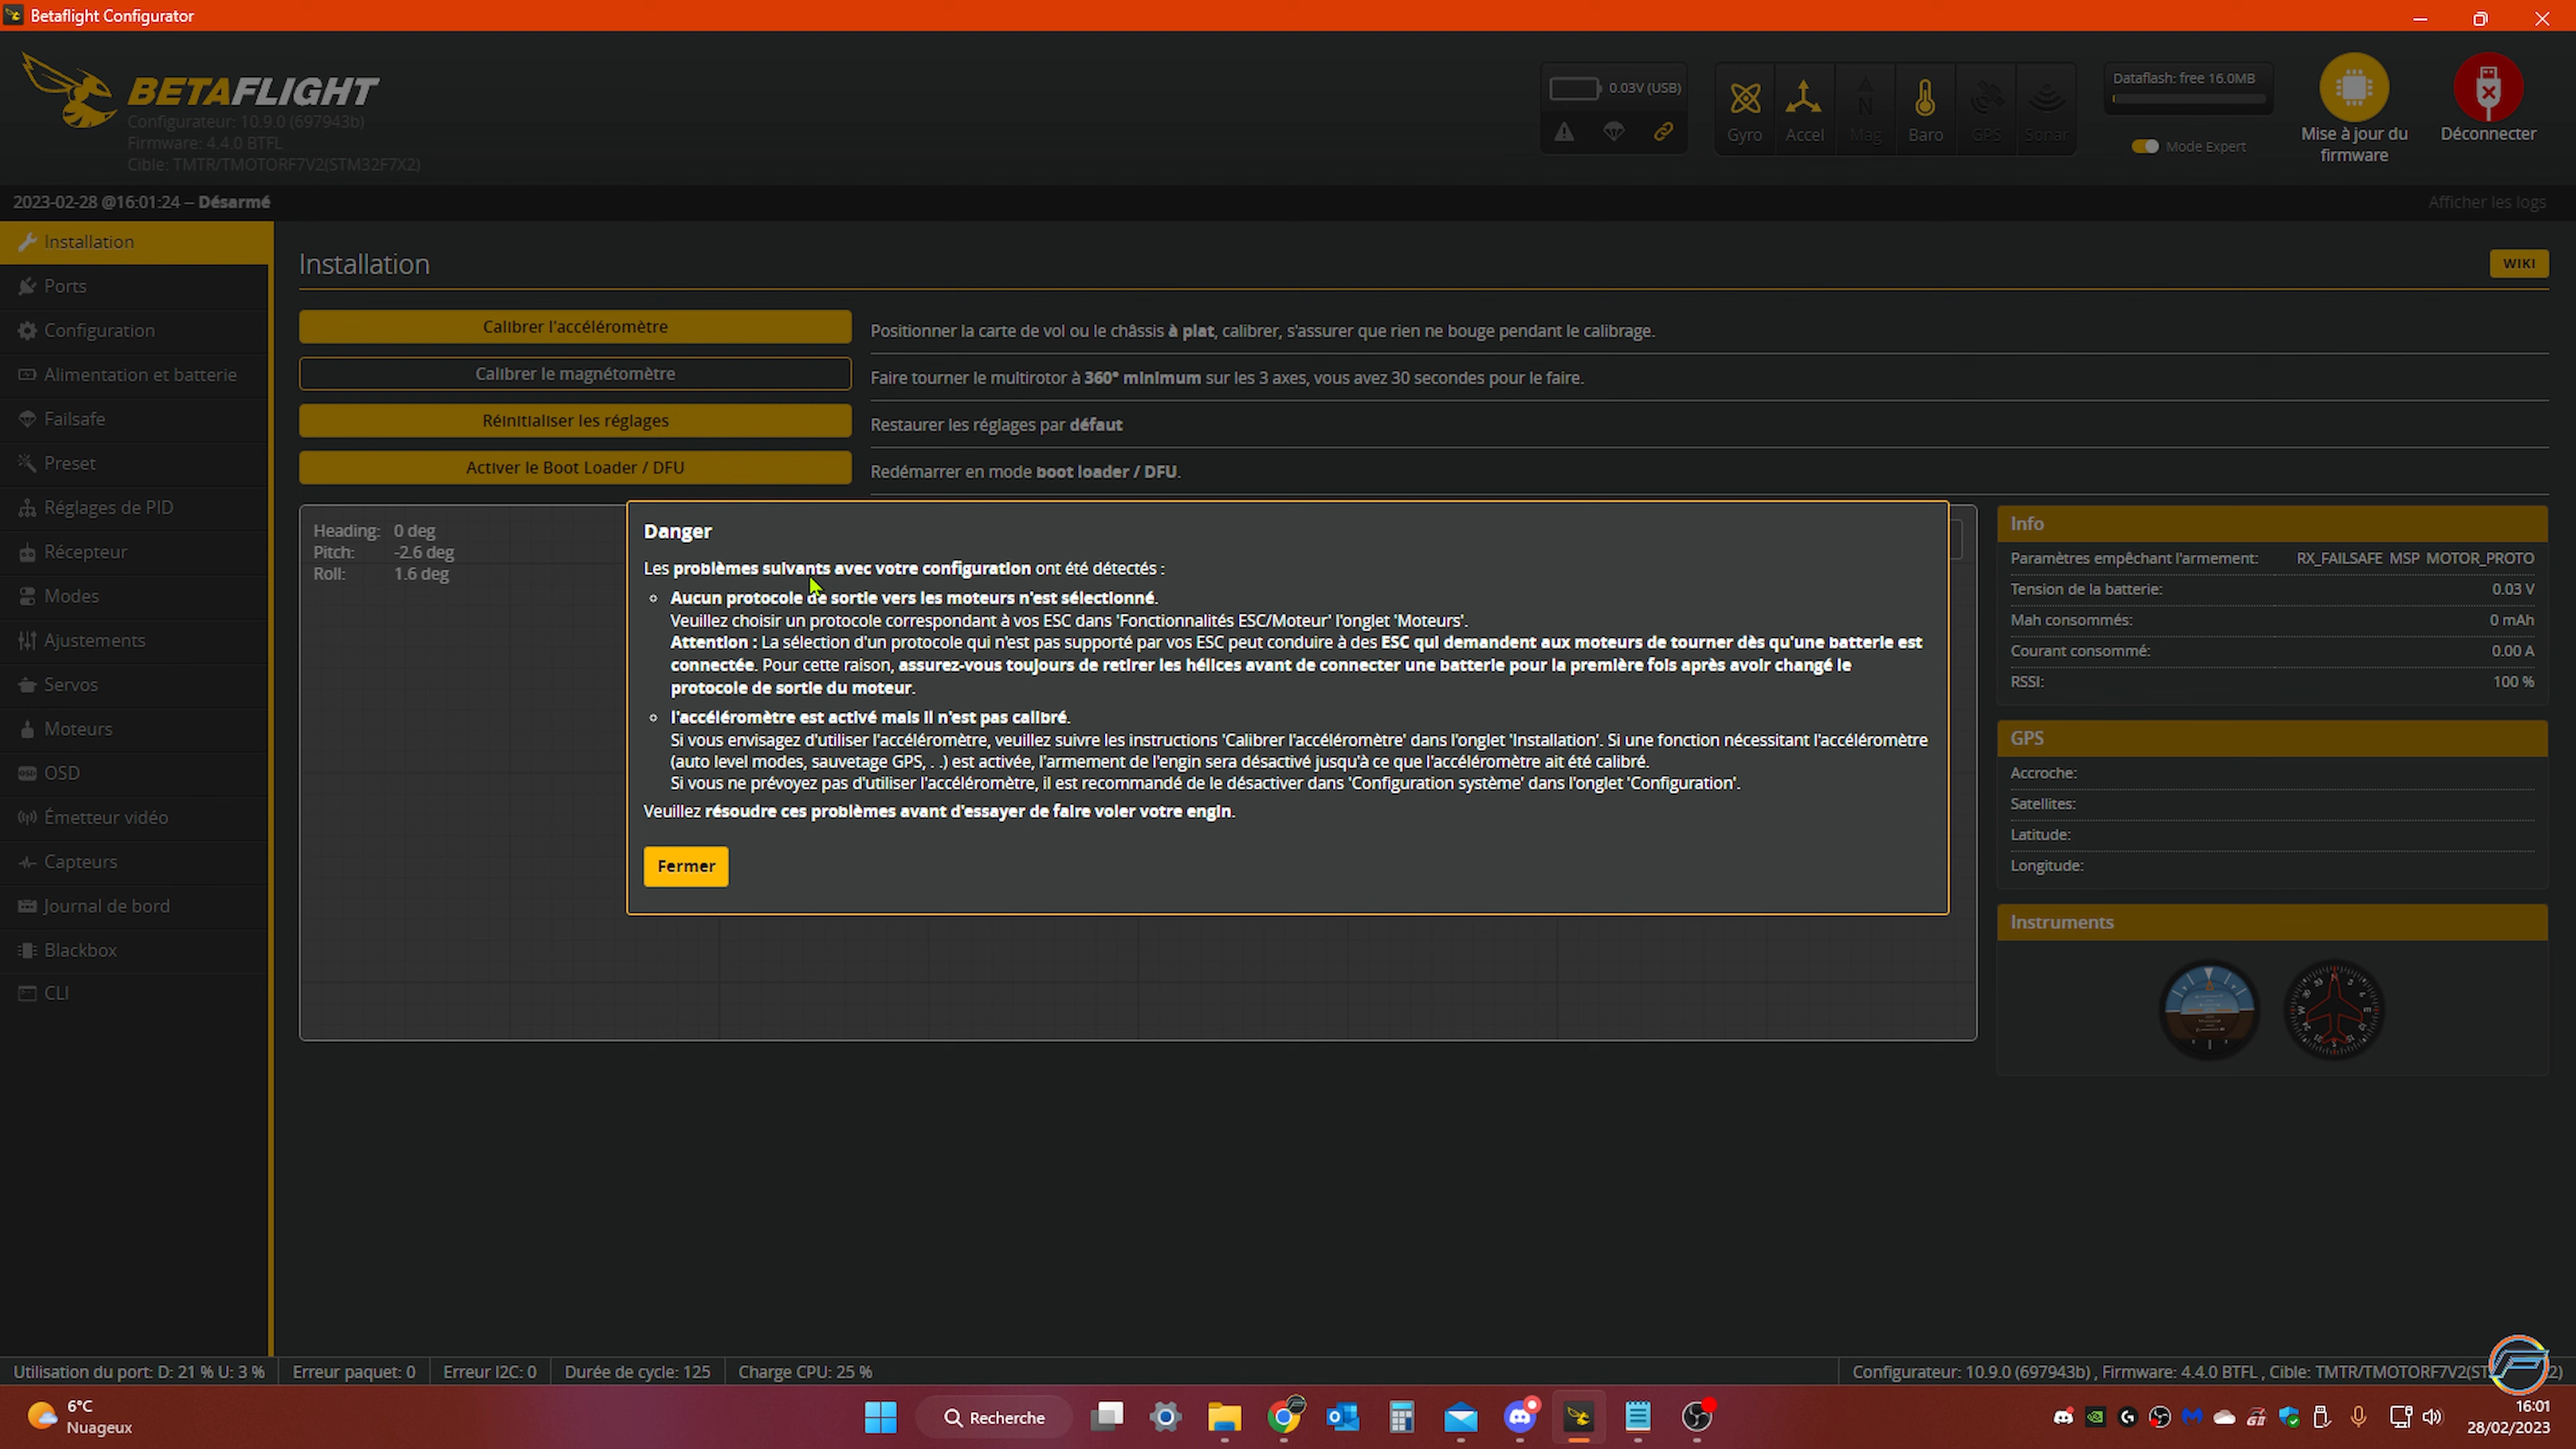 Betaflight Configurator
BETAFLIGHT
Configurateur: 10.9.0 (697943b)
Firmware: 4.4.0 BTFL
Cible: TMTR/TMOTORF7V2(STM32F7X2)
0.03V (USB)
Gyro
Accel
Mag
Baro
GPS
Sonar
Dataflash: free 16.0MB
Mode Expert
Mise à jour du
firmware
Déconnecter
2023-02-28 @16:01:24 – Désarmé
Afficher les logs
Installation
Ports
Configuration
Alimentation et batterie
Failsafe
Preset
Réglages de PID
Récepteur
Modes
Ajustements
Servos
Moteurs
OSD
Émetteur vidéo
Capteurs
Journal de bord
Blackbox
CLI
Installation
WIKI
Calibrer l'accéléromètre
Positionner la carte de vol ou le châssis à plat, calibrer, s'assurer que rien ne bouge pendant le calibrage.
Calibrer le magnétomètre
Faire tourner le multirotor à 360° minimum sur les 3 axes, vous avez 30 secondes pour le faire.
Réinitialiser les réglages
Restaurer les réglages par défaut
Activer le Boot Loader / DFU
Redémarrer en mode boot loader / DFU.
Heading: 0 deg
Pitch: -2.6 deg
Roll: 1.6 deg
Danger
Les problèmes suivants avec votre configuration ont été détectés :
Aucun protocole de sortie vers les moteurs n'est sélectionné.
Veuillez choisir un protocole correspondant à vos ESC dans 'Fonctionnalités ESC/Moteur' l'onglet 'Moteurs'.
Attention : La sélection d'un protocole qui n'est pas supporté par vos ESC peut conduire à des ESC qui demandent aux moteurs de tourner dès qu'une batterie est
connectée. Pour cette raison, assurez-vous toujours de retirer les hélices avant de connecter une batterie pour la première fois après avoir changé le
protocole de sortie du moteur.
l'accéléromètre est activé mais il n'est pas calibré.
Si vous envisagez d'utiliser l'accéléromètre, veuillez suivre les instructions 'Calibrer l'accéléromètre' dans l'onglet 'Installation'. Si une fonction nécessitant l'accéléromètre
(auto level modes, sauvetage GPS, . .) est activée, l'armement de l'engin sera désactivé jusqu'à ce que l'accéléromètre ait été calibré.
Si vous ne prévoyez pas d'utiliser l'accéléromètre, il est recommandé de le désactiver dans 'Configuration système' dans l'onglet 'Configuration'.
Veuillez résoudre ces problèmes avant d'essayer de faire voler votre engin.
Fermer
Info
Paramètres empêchant l'armement: RX_FAILSAFE MSP MOTOR_PROTO
Tension de la batterie: 0.03 V
Mah consommés: 0 mAh
Courant consommé: 0.00 A
RSSI: 100 %
GPS
Accroche:
Satellites:
Latitude:
Longitude:
Instruments
Utilisation du port: D: 21 % U: 3 %
Erreur paquet: 0
Erreur I2C: 0
Durée de cycle: 125
Charge CPU: 25 %
Configurateur: 10.9.0 (697943b) , Firmware: 4.4.0 BTFL , Cible: TMTR/TMOTORF7V2(ST 2)
6°C
Nuageux
Recherche
16:01
28/02/2023